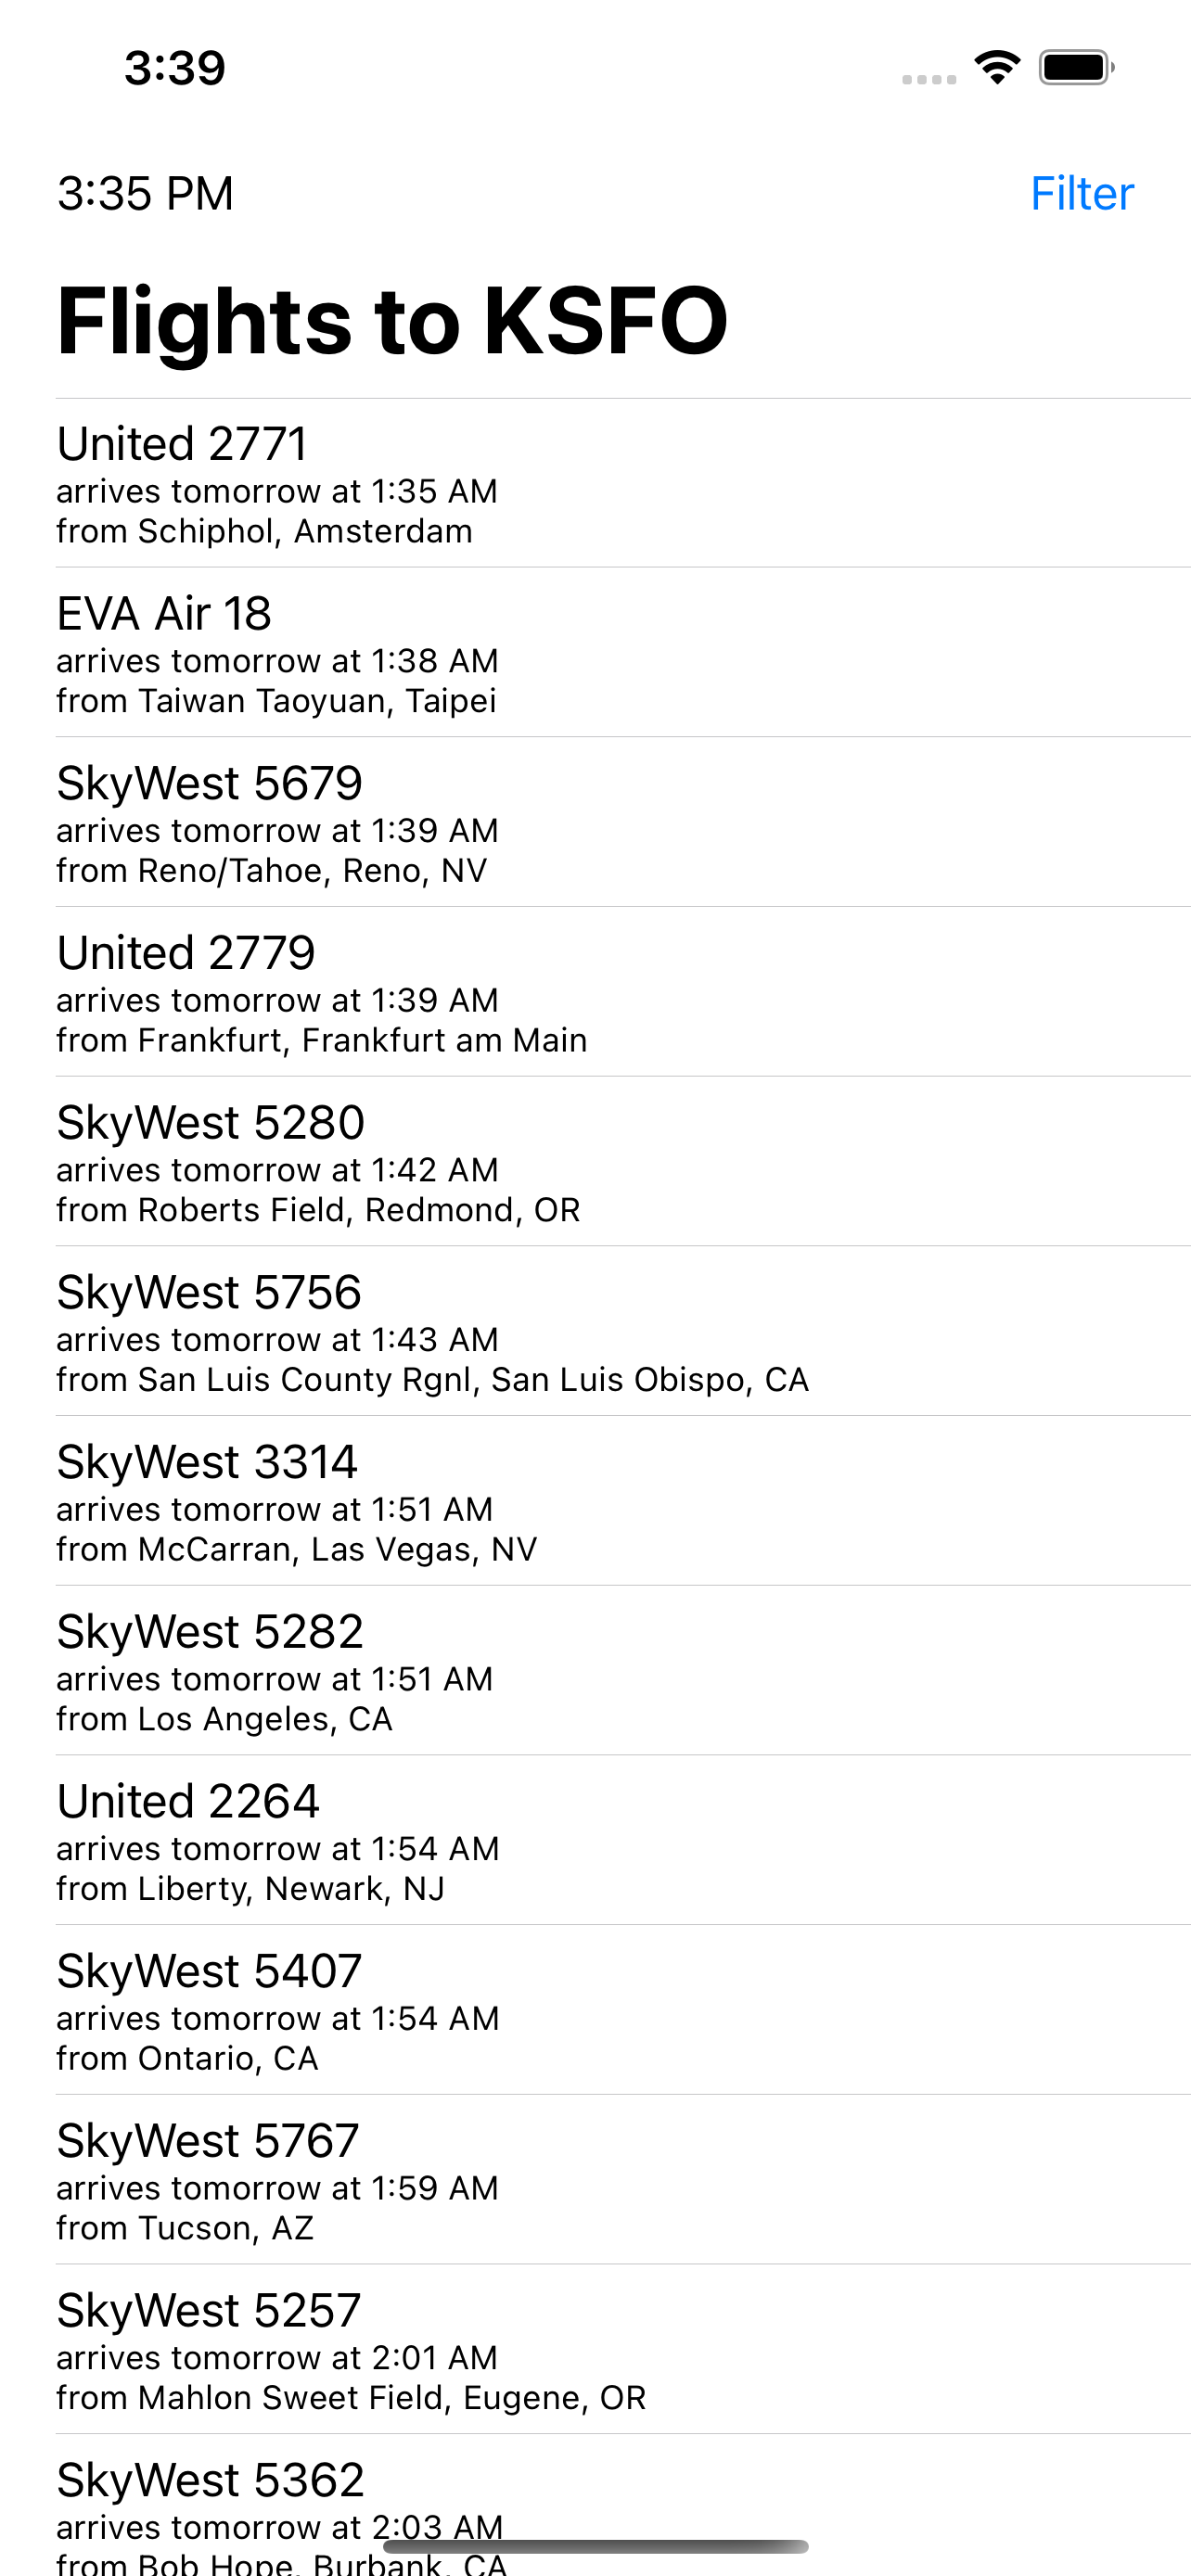 3:39
3:35 PM
Filter
Flights to KSFO
United 2771
arrives tomorrow at 1:35 AM
from Schiphol, Amsterdam
EVA Air 18
arrives tomorrow at 1:38 AM
from Taiwan Taoyuan, Taipei
SkyWest 5679
arrives tomorrow at 1:39 AM
from Reno/Tahoe, Reno, NV
United 2779
arrives tomorrow at 1:39 AM
from Frankfurt, Frankfurt am Main
SkyWest 5280
arrives tomorrow at 1:42 AM
from Roberts Field, Redmond, OR
SkyWest 5756
arrives tomorrow at 1:43 AM
from San Luis County Rgnl, San Luis Obispo, CA
SkyWest 3314
arrives tomorrow at 1:51 AM
from McCarran, Las Vegas, NV
SkyWest 5282
arrives tomorrow at 1:51 AM
from Los Angeles, CA
United 2264
arrives tomorrow at 1:54 AM
from Liberty, Newark, NJ
SkyWest 5407
arrives tomorrow at 1:54 AM
from Ontario, CA
SkyWest 5767
arrives tomorrow at 1:59 AM
from Tucson, AZ
SkyWest 5257
arrives tomorrow at 2:01 AM
from Mahlon Sweet Field, Eugene, OR
SkyWest 5362
arrives tomorrow at 2:03 AM
from Bob Hope, Burbank, CA